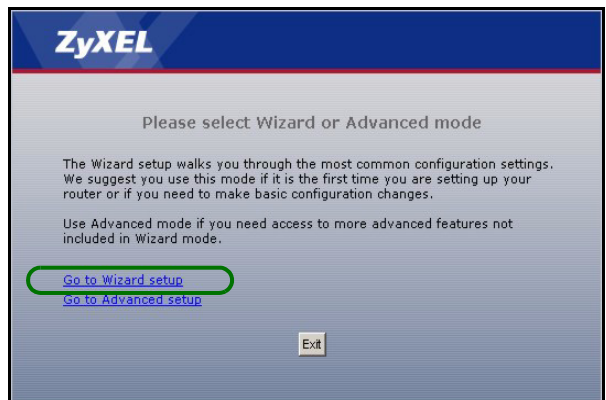 ZyXEL
Please select Wizard or Advanced mode
The Wizard setup walks you through the most common configuration settings.
We suggest you use this mode if it is the first time you are setting up your
router or if you need to make basic configuration changes.
Use Advanced mode if you need access to more advanced features not
included in Wizard mode.
Go to Wizard setup
Go to Advanced setup
Exit